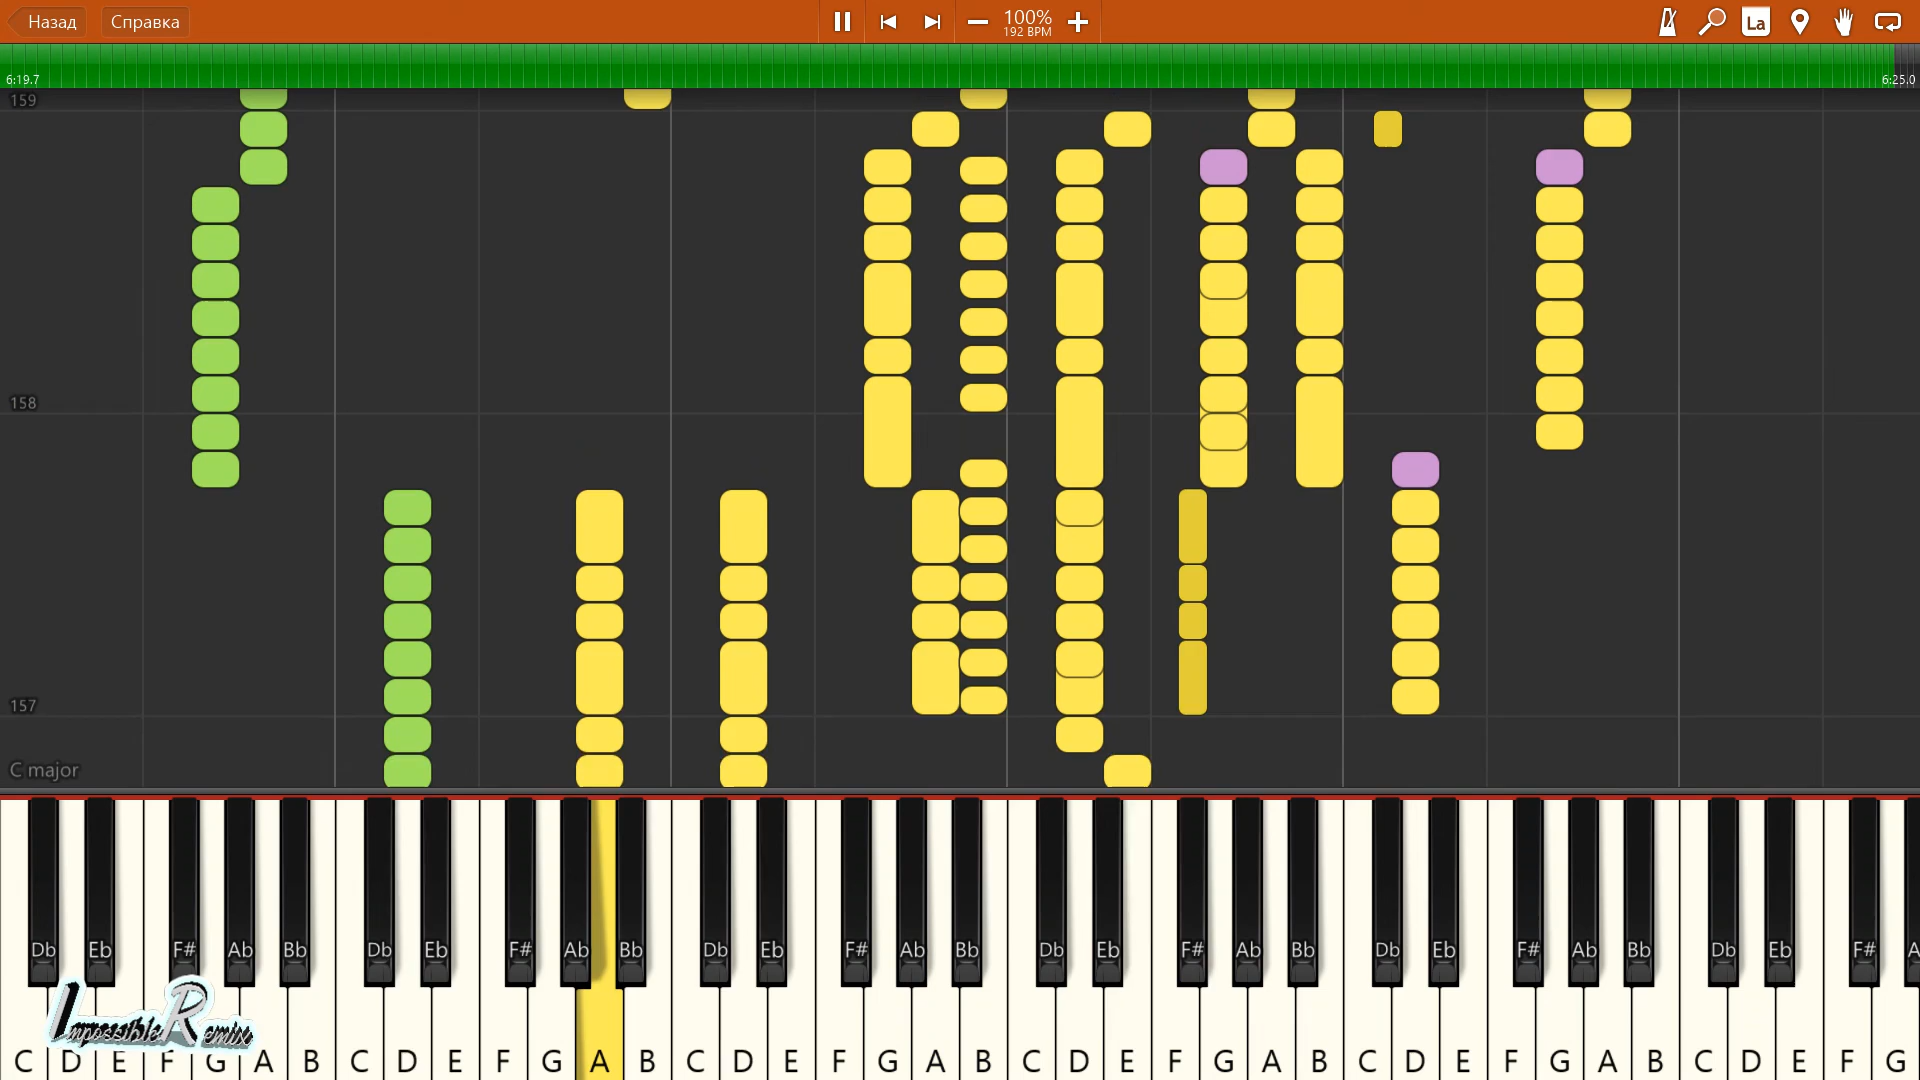 Назад Справка 100% La
192 BPM
6:19.7 6:25.0
159
158
157
C major
Db Eb F# Ab Bb Db Eb F# Ab Bb Db Eb F# Ab Bb Db Eb F# Ab Bb Db Eb F# Ab Bb Db Eb F# A
Impossible Remix
C D E F G A B C D E F G A B C D E F G A B C D E F G A B C D E F G A B C D E F G